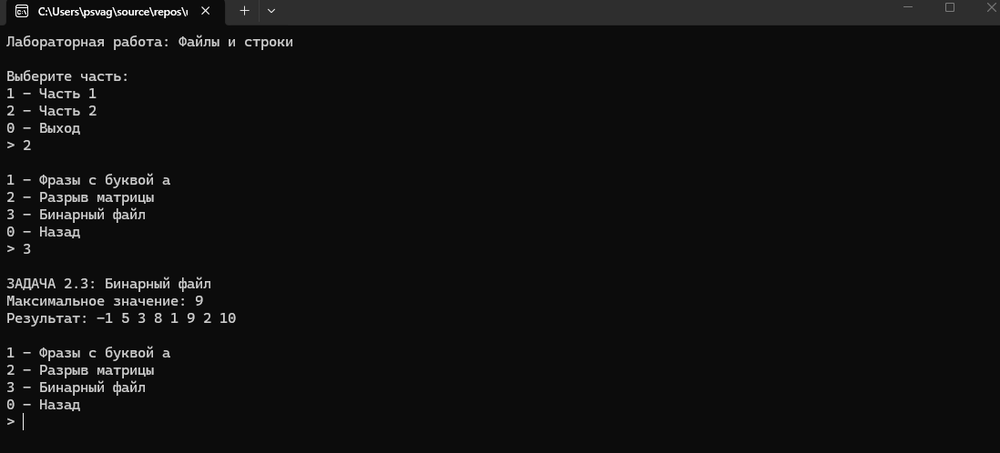 C:\Users\psvag\source\repos\
Лабораторная работа: Файлы и строки
Выберите часть:
1 - Часть 1
2 - Часть 2
0 - Выход
> 2
1 - Фразы с буквой а
2 - Разрыв матрицы
3 - Бинарный файл
0 - Назад
> 3
ЗАДАЧА 2.3: Бинарный файл
Максимальное значение: 9
Результат: -1 5 3 8 1 9 2 10
1 - Фразы с буквой а
2 - Разрыв матрицы
3 - Бинарный файл
0 - Назад
>